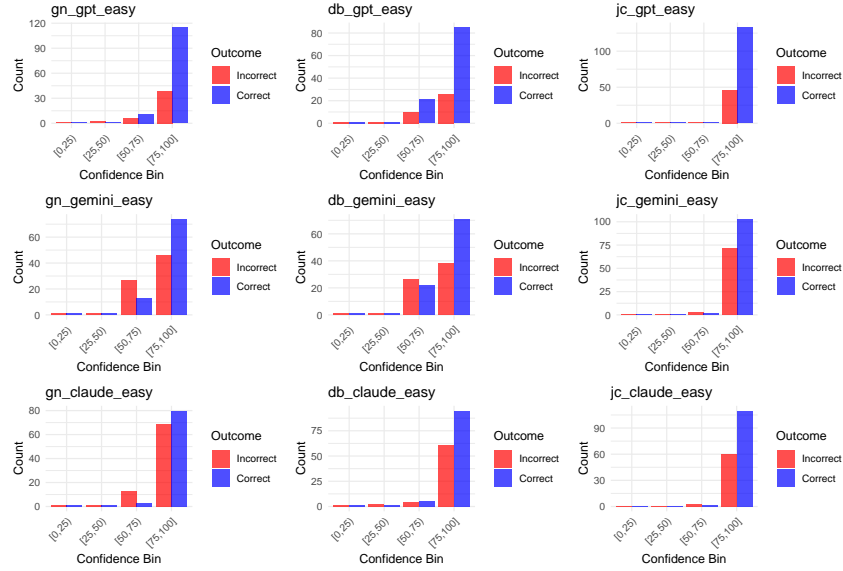 gn_gpt_easy
120
90
60
30
0
Count
[0,25)
[25,50)
[50,75)
[75,100]
Confidence Bin
Outcome
Incorrect
Correct
db_gpt_easy
80
60
40
20
0
Count
[0,25)
[25,50)
[50,75)
[75,100]
Confidence Bin
Outcome
Incorrect
Correct
jc_gpt_easy
100
50
0
Count
[0,25)
[25,50)
[50,75)
[75,100]
Confidence Bin
Outcome
Incorrect
Correct
gn_gemini_easy
60
40
20
0
Count
[0,25)
[25,50)
[50,75)
[75,100]
Confidence Bin
Outcome
Incorrect
Correct
db_gemini_easy
60
40
20
0
Count
[0,25)
[25,50)
[50,75)
[75,100]
Confidence Bin
Outcome
Incorrect
Correct
jc_gemini_easy
100
75
50
25
0
Count
[0,25)
[25,50)
[50,75)
[75,100]
Confidence Bin
Outcome
Incorrect
Correct
gn_claude_easy
80
60
40
20
0
Count
[0,25)
[25,50)
[50,75)
[75,100]
Confidence Bin
Outcome
Incorrect
Correct
db_claude_easy
75
50
25
0
Count
[0,25)
[25,50)
[50,75)
[75,100]
Confidence Bin
Outcome
Incorrect
Correct
jc_claude_easy
90
60
30
0
Count
[0,25)
[25,50)
[50,75)
[75,100]
Confidence Bin
Outcome
Incorrect
Correct